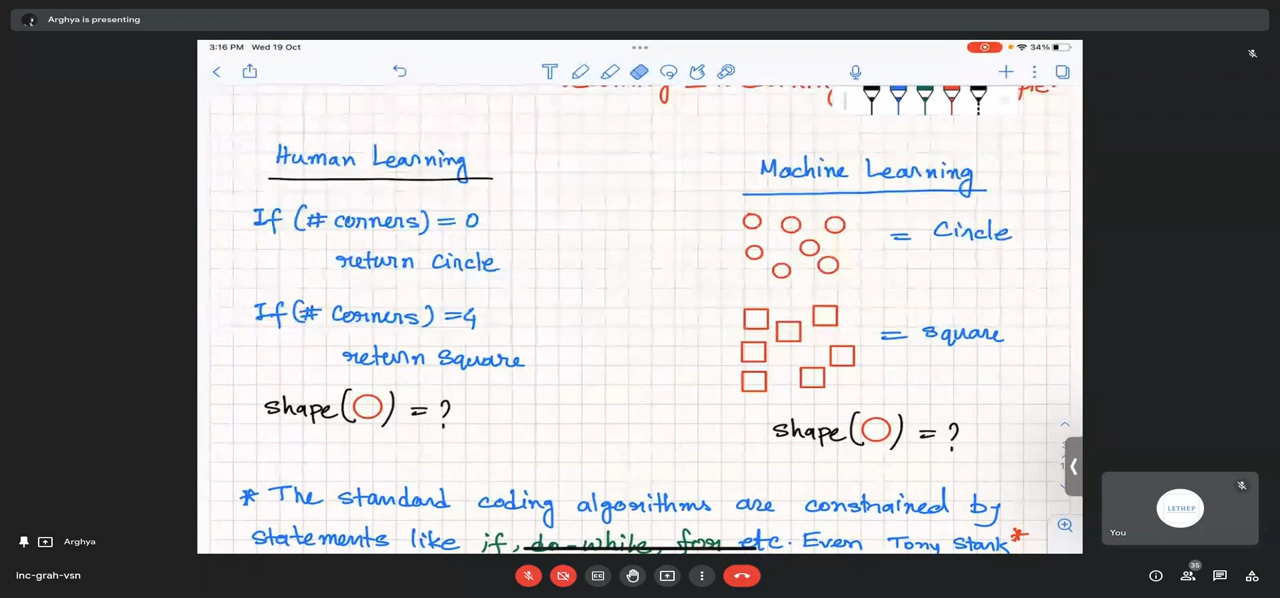 Arghya is presenting
3:16 PM Wed 19 Oct
34%
Human Learning
If (# corners) = 0
return Circle
If (# Corners) = 4
return Square
shape( ) = ?
Machine Learning
= Circle
= square
shape( ) = ?
* The standard coding algorithms are constrained by
statements like if, do-while, for etc. Even Tony Stark *
LETHEP
You
Arghya
lnc-grah-vsn
35